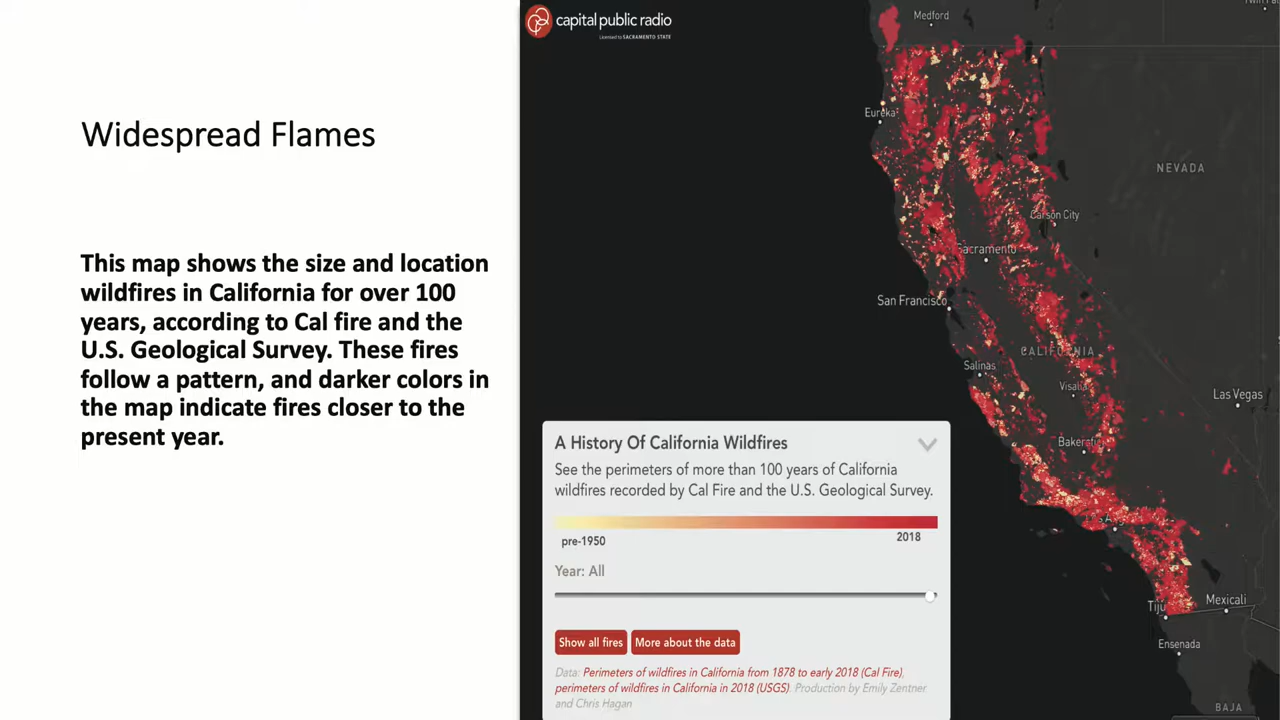 Widespread Flames
This map shows the size and location
wildfires in California for over 100
years, according to Cal fire and the
U.S. Geological Survey. These fires
follow a pattern, and darker colors in
the map indicate fires closer to the
present year.
capital public radio
Licensed to SACRAMENTO STATE
Medford
Eureka
NEVADA
Carson City
Sacramento
San Francisco
CALIFORNIA
Salinas
Visalia
Las Vegas
A History Of California Wildfires
See the perimeters of more than 100 years of California
wildfires recorded by Cal Fire and the U.S. Geological Survey.
pre-1950
2018
Year: All
Show all fires
More about the data
Data: Perimeters of wildfires in California from 1878 to early 2018 (Cal Fire),
perimeters of wildfires in California in 2018 (USGS). Production by Emily Zentner
and Chris Hagan
Mexicali
Ensenada
BAJA